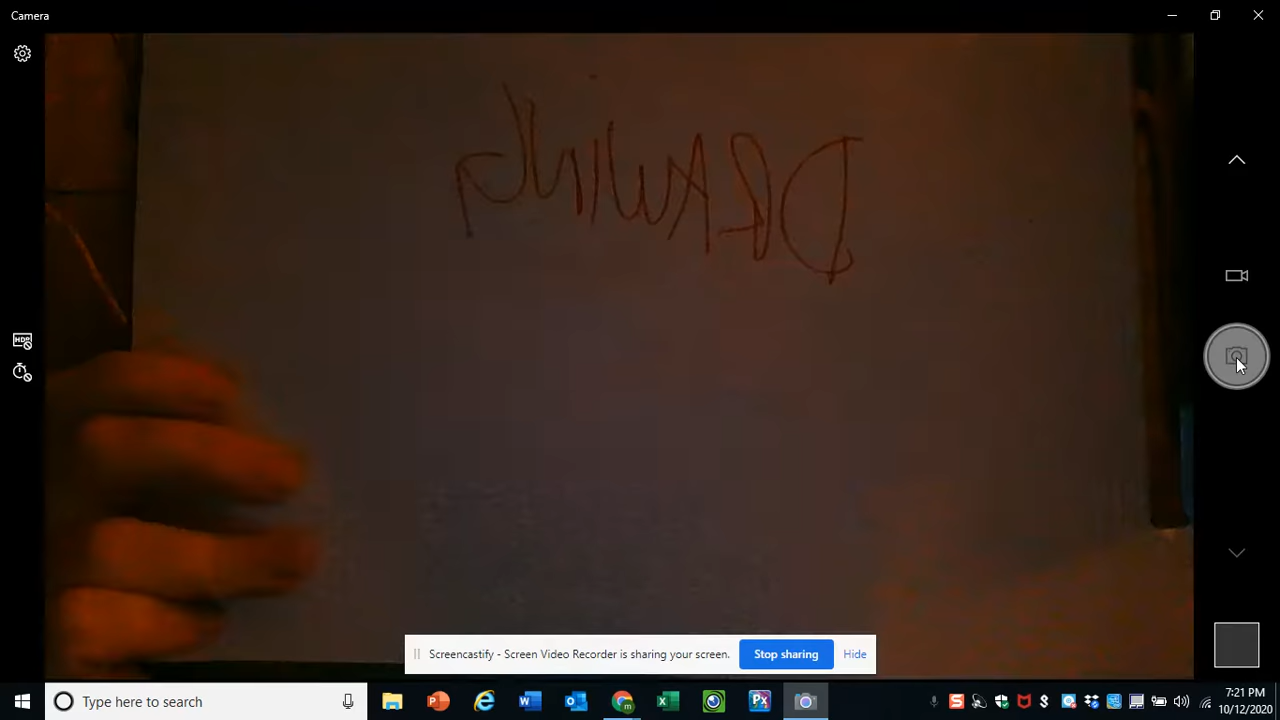 Camera
DRAWING
Screencastify - Screen Video Recorder is sharing your screen.
Stop sharing
Hide
Type here to search
7:21 PM
10/12/2020